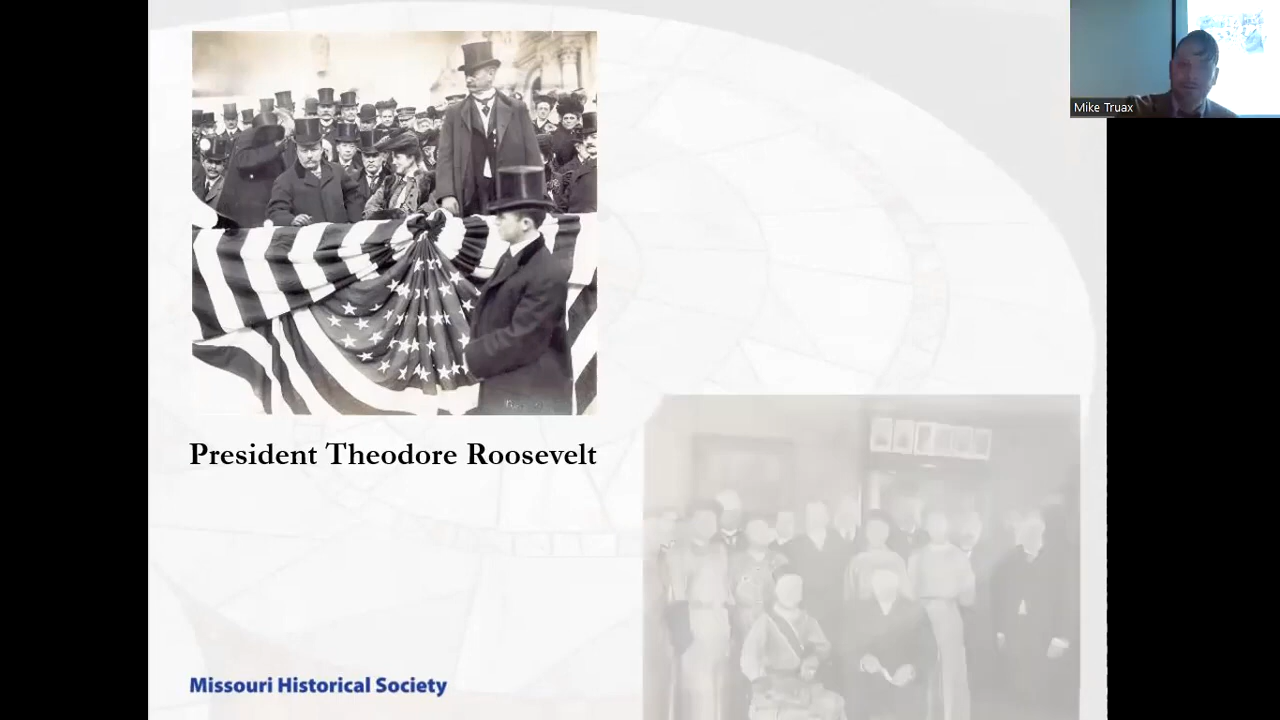 Mike Truax
President Theodore Roosevelt
Missouri Historical Society